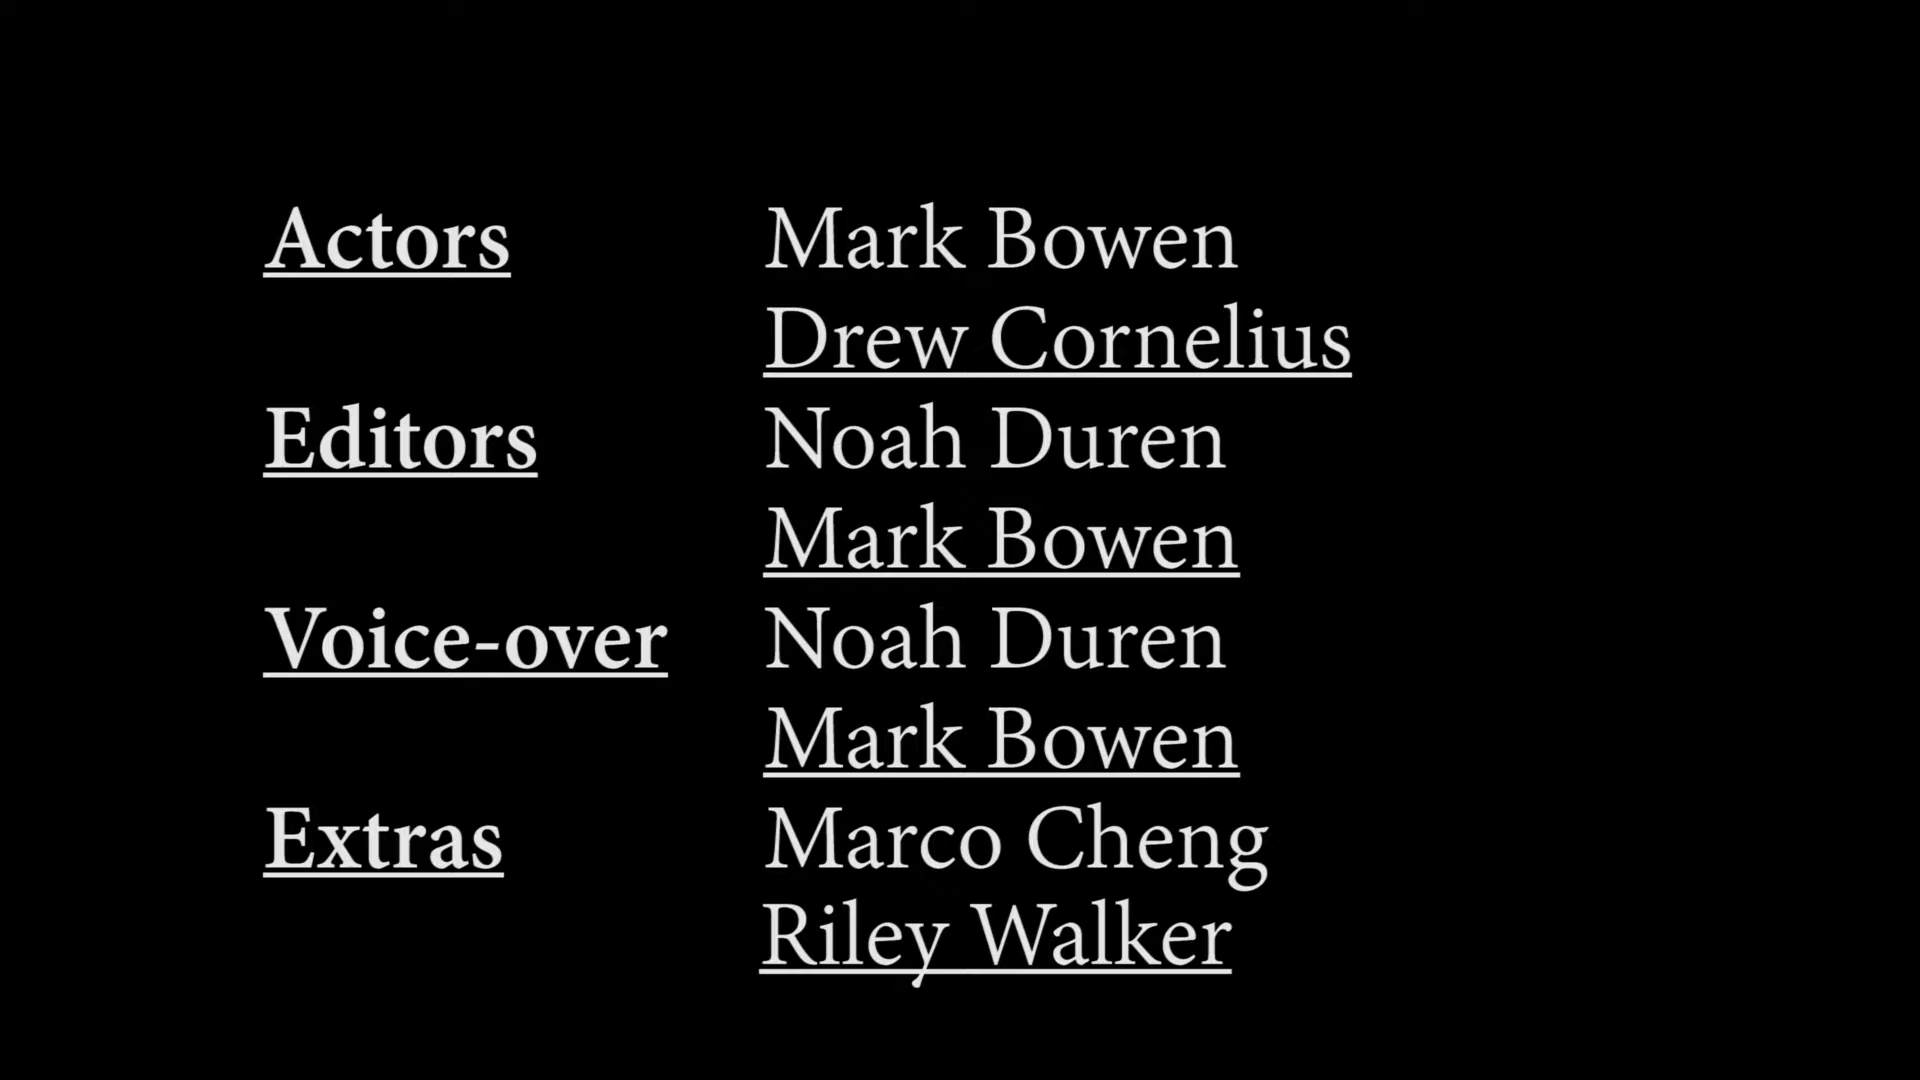 Actors Mark Bowen
Drew Cornelius
Editors Noah Duren
Mark Bowen
Voice-over Noah Duren
Mark Bowen
Extras Marco Cheng
Riley Walker